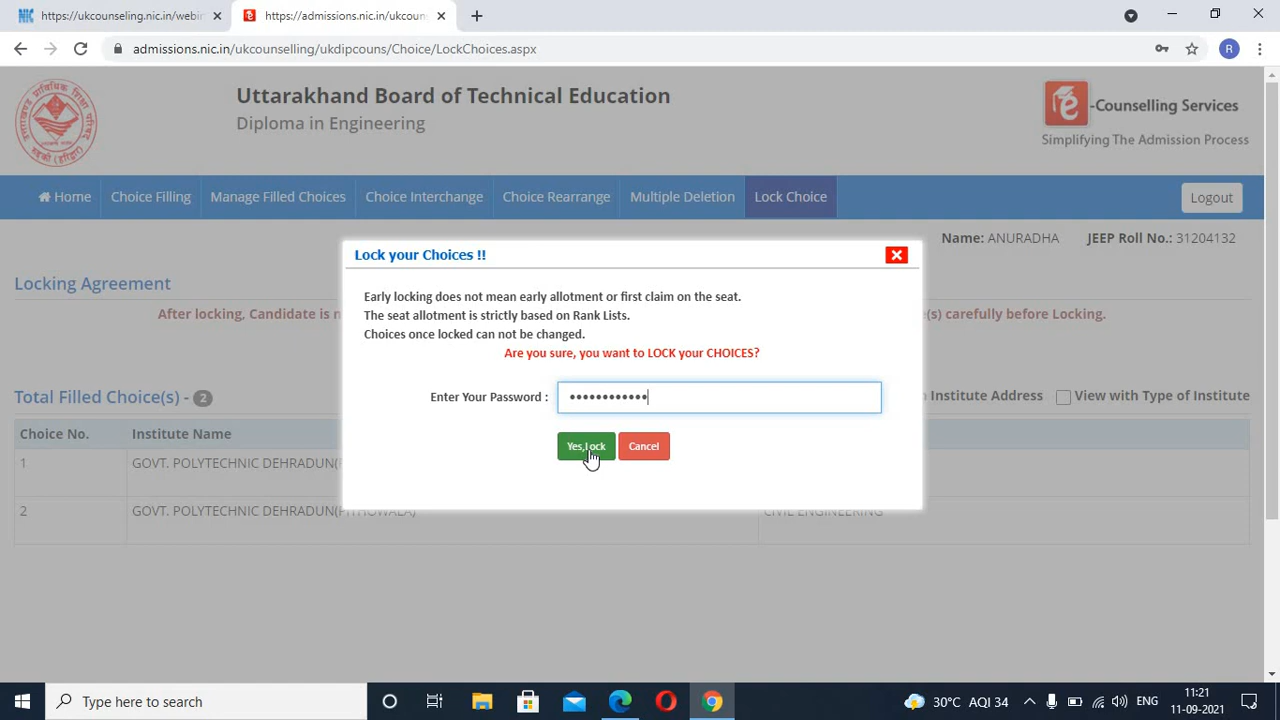 https://ukcounseling.nic.in/webin
https://admissions.nic.in/ukcoun
admissions.nic.in/ukcounselling/ukdipcouns/Choice/LockChoices.aspx
R
Uttarakhand Board of Technical Education
Diploma in Engineering
e-Counselling Services
Simplifying The Admission Process
Home
Choice Filling
Manage Filled Choices
Choice Interchange
Choice Rearrange
Multiple Deletion
Lock Choice
Logout
Name: ANURADHA JEEP Roll No.: 31204132
Lock your Choices !!
Locking Agreement
Early locking does not mean early allotment or first claim on the seat.
After locking, Candidate is
(s) carefully before Locking.
The seat allotment is strictly based on Rank Lists.
Choices once locked can not be changed.
Are you sure, you want to LOCK your CHOICES?
Total Filled Choice(s) - 2
Enter Your Password :
Institute Address View with Type of Institute
Choice No. Institute Name
Yes,Lock Cancel
1 GOVT. POLYTECHNIC DEHRADUN
2 GOVT. POLYTECHNIC DEHRADUN(PITHUWALA) CIVIL ENGINEERING
Type here to search
30°C AQI 34
ENG
11:21
11-09-2021